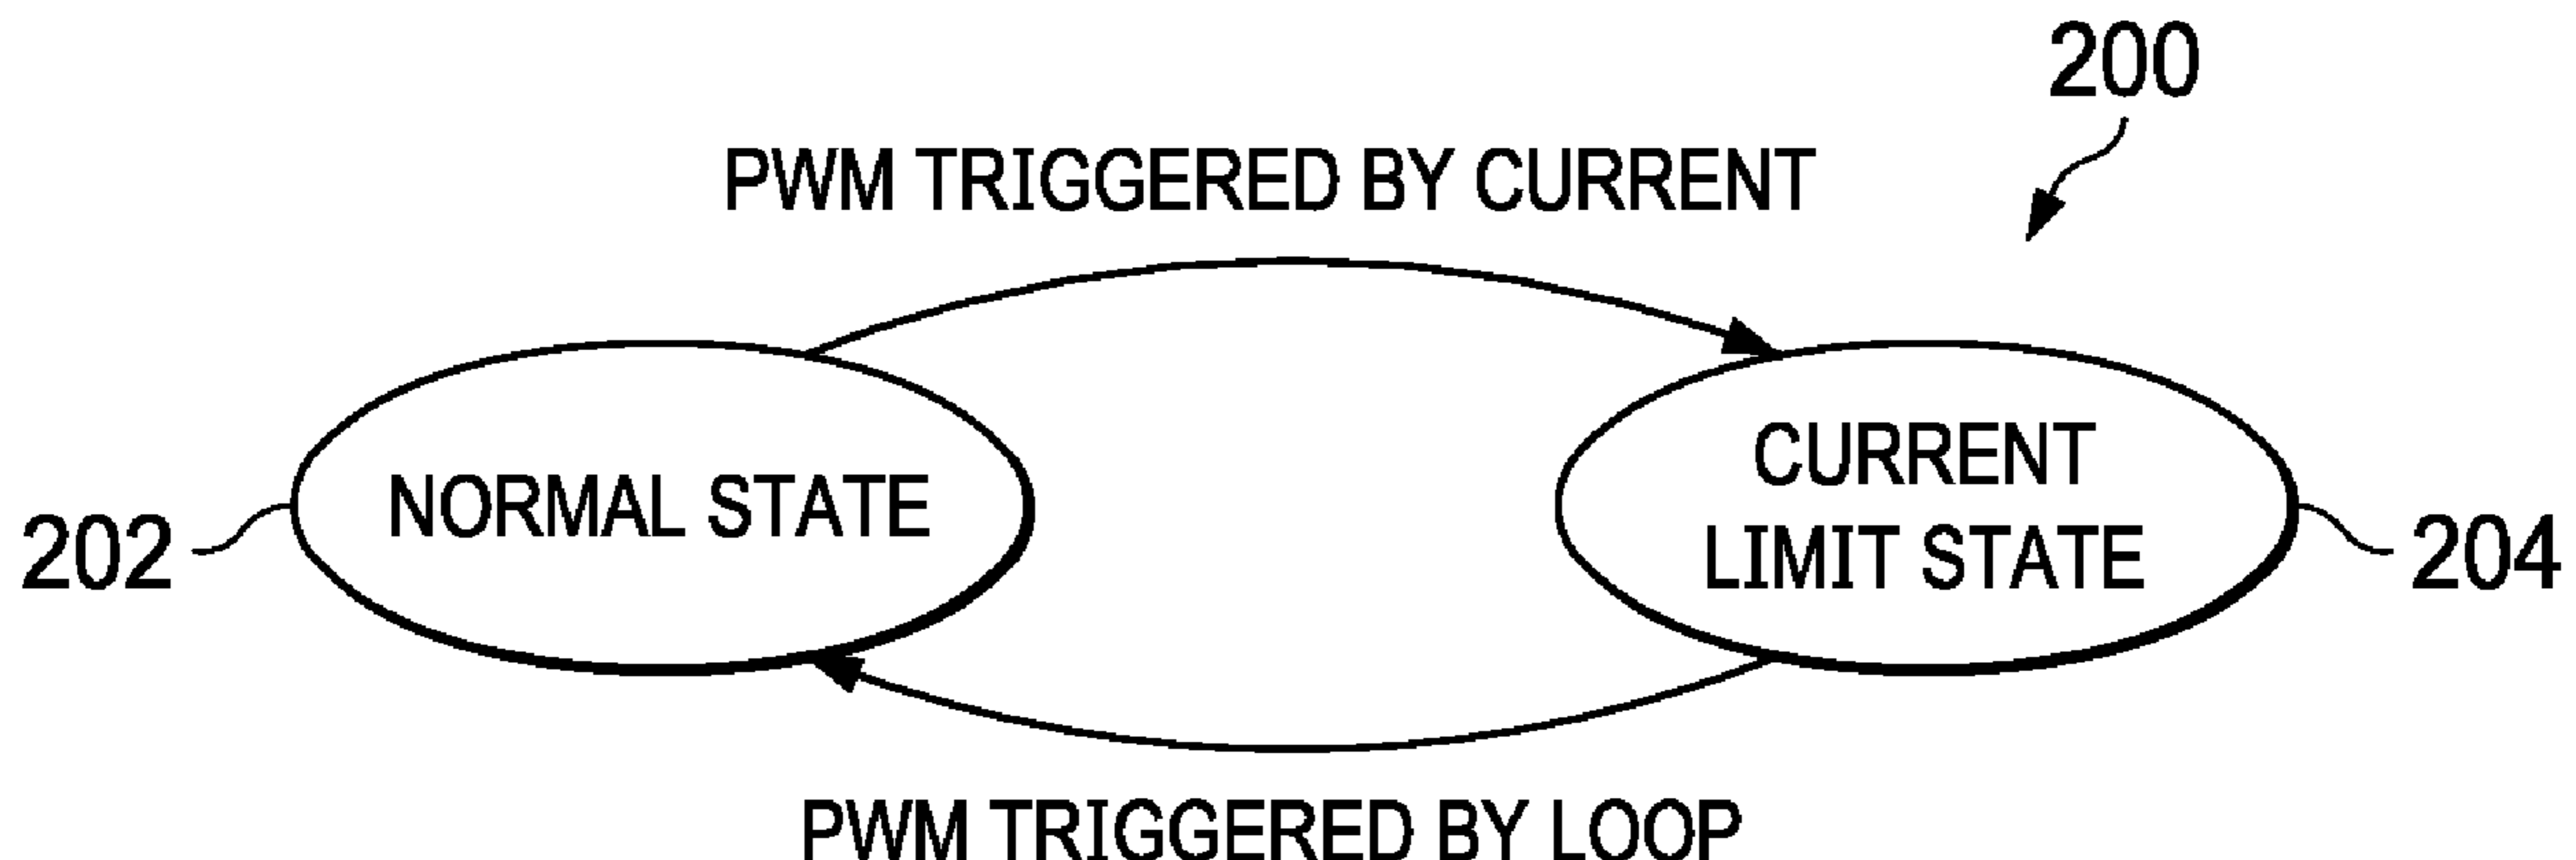 200
PWM TRIGGERED BY CURRENT
NORMAL STATE
CURRENT
LIMIT STATE
202
204
PWM TRIGGERED BY LOOP